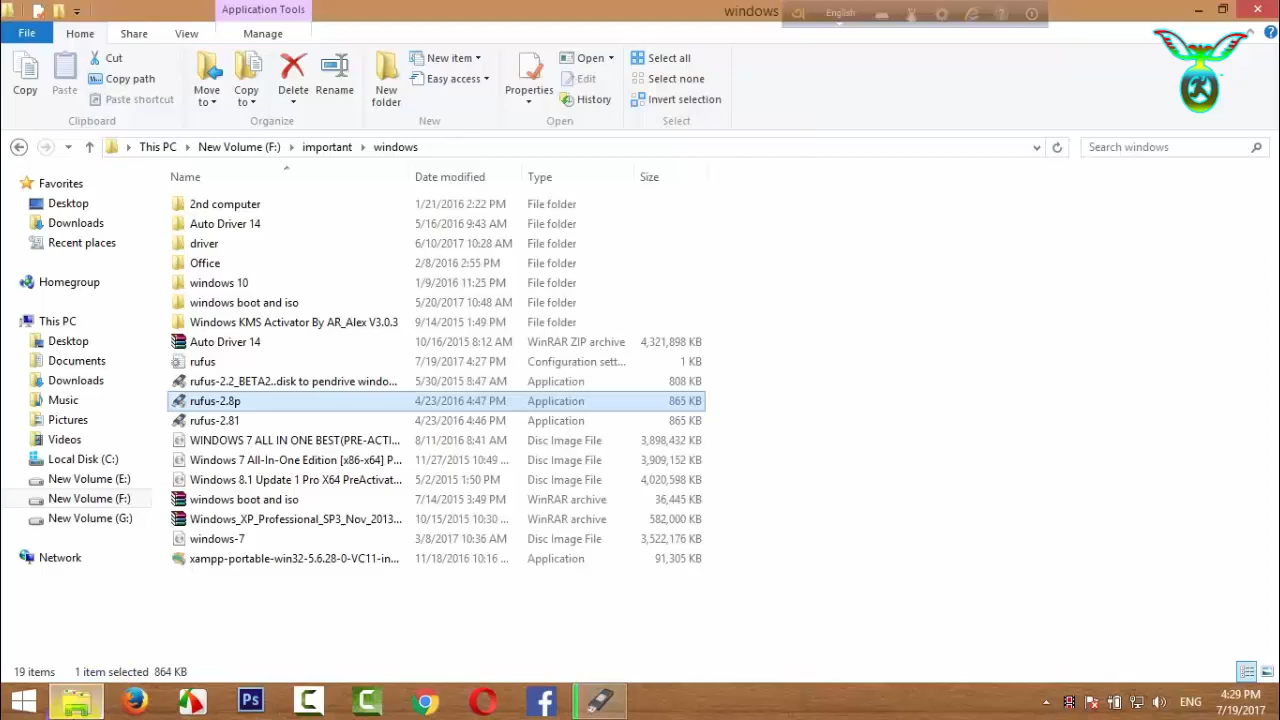 Application Tools
windows
English
File
Home
Share
View
Manage
Copy
Paste
Cut
Copy path
Paste shortcut
Move to
Copy to
Delete
Rename
New folder
New item
Easy access
Properties
Open
Edit
History
Select all
Select none
Invert selection
Clipboard
Organize
New
Open
Select
This PC
New Volume (F:)
important
windows
Search windows
Name
Date modified
Type
Size
Favorites
Desktop
Downloads
Recent places
Homegroup
This PC
Desktop
Documents
Downloads
Music
Pictures
Videos
Local Disk (C:)
New Volume (E:)
New Volume (F:)
New Volume (G:)
Network
2nd computer 1/21/2016 2:22 PM File folder
Auto Driver 14 5/16/2016 9:43 AM File folder
driver 6/10/2017 10:28 AM File folder
Office 2/8/2016 2:55 PM File folder
windows 10 1/9/2016 11:25 PM File folder
windows boot and iso 5/20/2017 10:48 AM File folder
Windows KMS Activator By AR_Alex V3.0.3 9/14/2015 1:49 PM File folder
Auto Driver 14 10/16/2015 8:12 AM WinRAR ZIP archive 4,321,898 KB
rufus 7/19/2017 4:27 PM Configuration sett... 1 KB
rufus-2.2_BETA2..disk to pendrive windo... 5/30/2015 8:47 AM Application 808 KB
rufus-2.8p 4/23/2016 4:47 PM Application 865 KB
rufus-2.81 4/23/2016 4:46 PM Application 865 KB
WINDOWS 7 ALL IN ONE BEST(PRE-ACTI... 8/11/2016 8:41 AM Disc Image File 3,898,432 KB
Windows 7 All-In-One Edition [x86-x64] P... 11/27/2015 10:49 ... Disc Image File 3,909,152 KB
Windows 8.1 Update 1 Pro X64 PreActivat... 5/2/2015 1:50 PM Disc Image File 4,020,598 KB
windows boot and iso 7/14/2015 3:49 PM WinRAR archive 36,445 KB
Windows_XP_Professional_SP3_Nov_2013... 10/15/2015 10:30 ... WinRAR archive 582,000 KB
windows-7 3/8/2017 10:36 AM Disc Image File 3,522,176 KB
xampp-portable-win32-5.6.28-0-VC11-in... 11/18/2016 10:16 ... Application 91,305 KB
19 items 1 item selected 864 KB
Ps
ENG
4:29 PM
7/19/2017